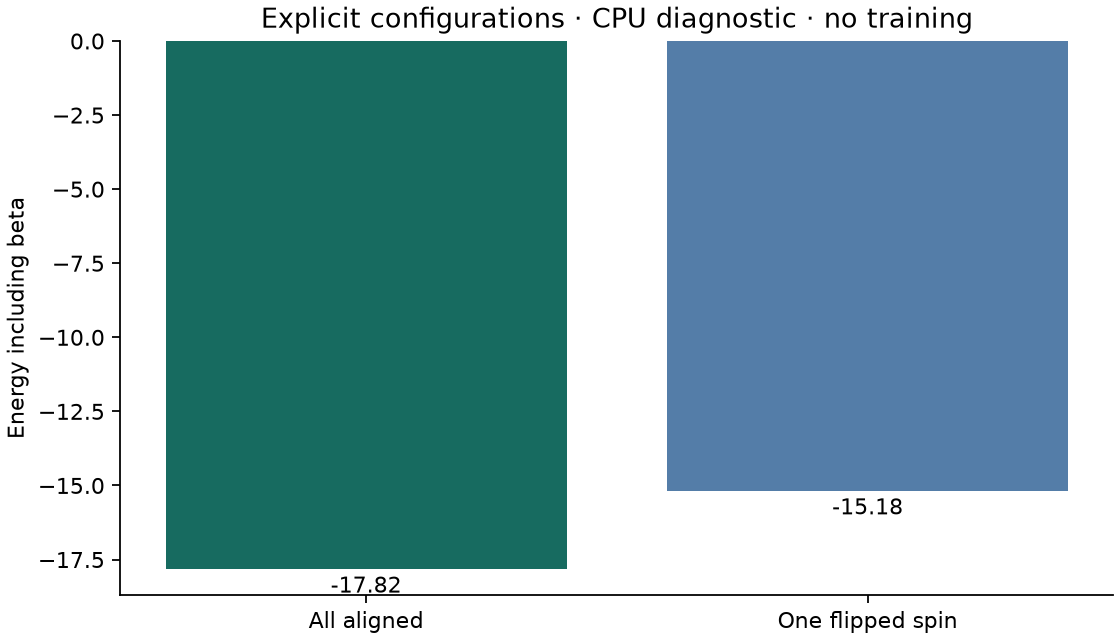 Explicit configurations · CPU diagnostic · no training
Energy including beta
0.0
−2.5
−5.0
−7.5
−10.0
−12.5
−15.0
−17.5
-17.82
-15.18
All aligned
One flipped spin